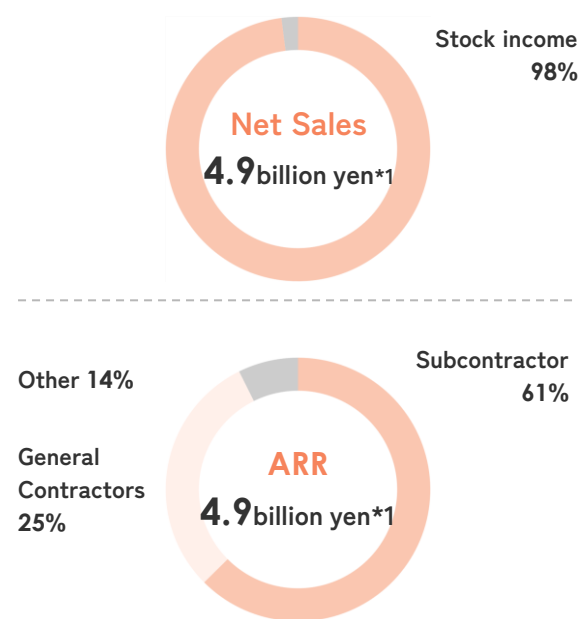 Stock income
98%
Net Sales
4.9billion yen*1
Subcontractor
61%
Other 14%
General
Contractors
25%
ARR
4.9billion yen*1